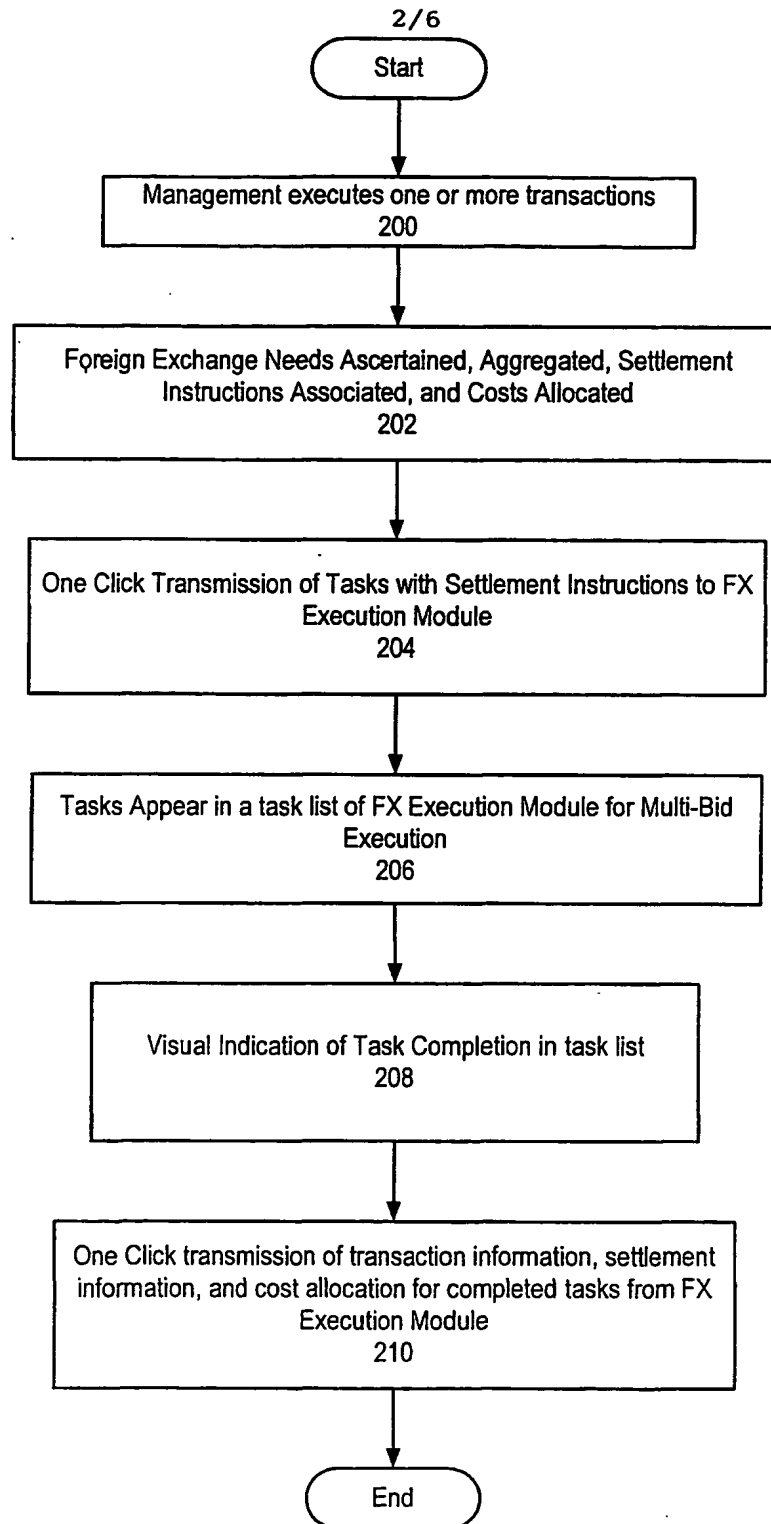 2/6
Start
Management executes one or more transactions
200
Foreign Exchange Needs Ascertained, Aggregated, Settlement
Instructions Associated, and Costs Allocated
202
One Click Transmission of Tasks with Settlement Instructions to FX
Execution Module
204
Tasks Appear in a task list of FX Execution Module for Multi-Bid
Execution
206
Visual Indication of Task Completion in task list
208
One Click transmission of transaction information, settlement
information, and cost allocation for completed tasks from FX
Execution Module
210
End